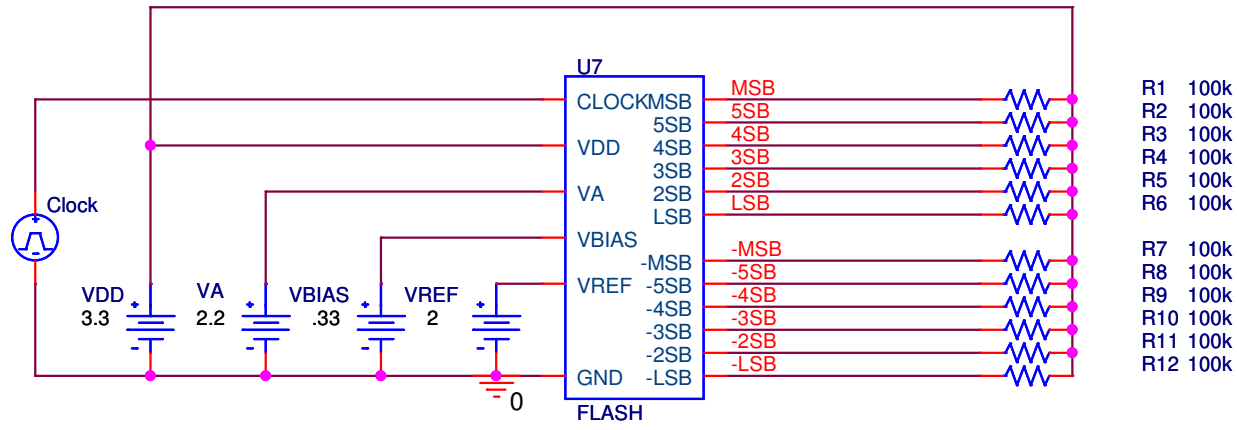 U7
CLOCK MSB MSB R1 100k
5SB 5SB R2 100k
VDD 4SB 4SB R3 100k
3SB 3SB R4 100k
VA 2SB 2SB R5 100k
LSB LSB R6 100k
Clock
VBIAS
-MSB -MSB R7 100k
VREF -5SB -5SB R8 100k
-4SB -4SB R9 100k
-3SB -3SB R10 100k
-2SB -2SB R11 100k
GND -LSB -LSB R12 100k
VDD VA VBIAS VREF
3.3 2.2 .33 2
0
FLASH